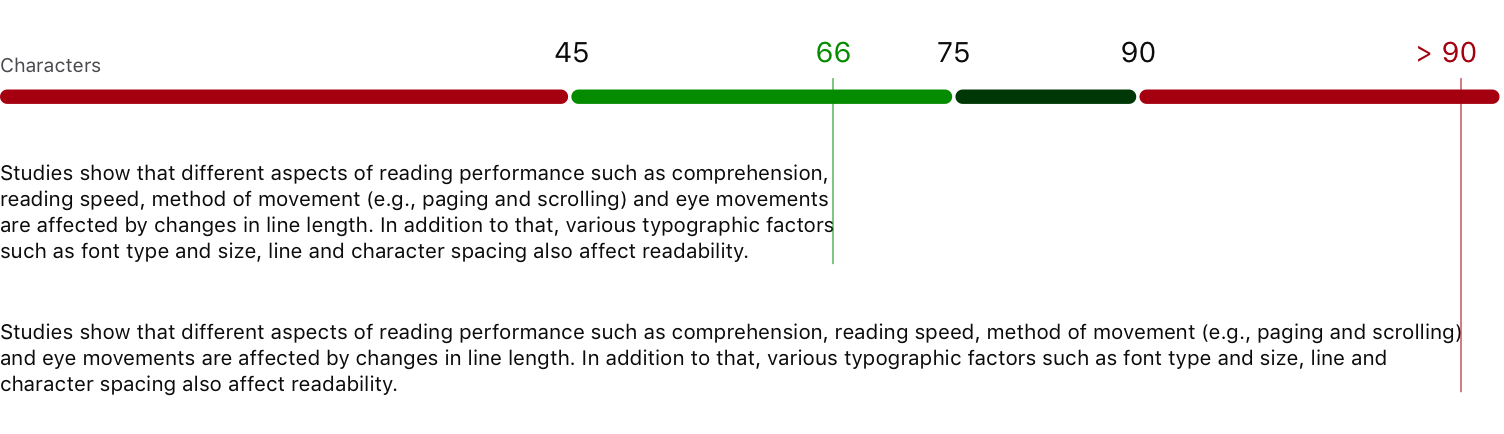 45 66 75 90 > 90
Characters
Studies show that different aspects of reading performance such as comprehension,
reading speed, method of movement (e.g., paging and scrolling) and eye movements
are affected by changes in line length. In addition to that, various typographic factors
such as font type and size, line and character spacing also affect readability.
Studies show that different aspects of reading performance such as comprehension, reading speed, method of movement (e.g., paging and scrolling)
and eye movements are affected by changes in line length. In addition to that, various typographic factors such as font type and size, line and
character spacing also affect readability.